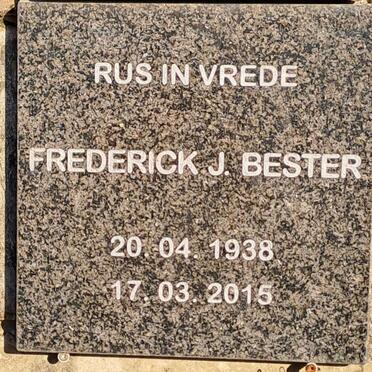 RUS IN VREDE
FREDERICK J. BESTER
20. 04. 1938
17. 03. 2015